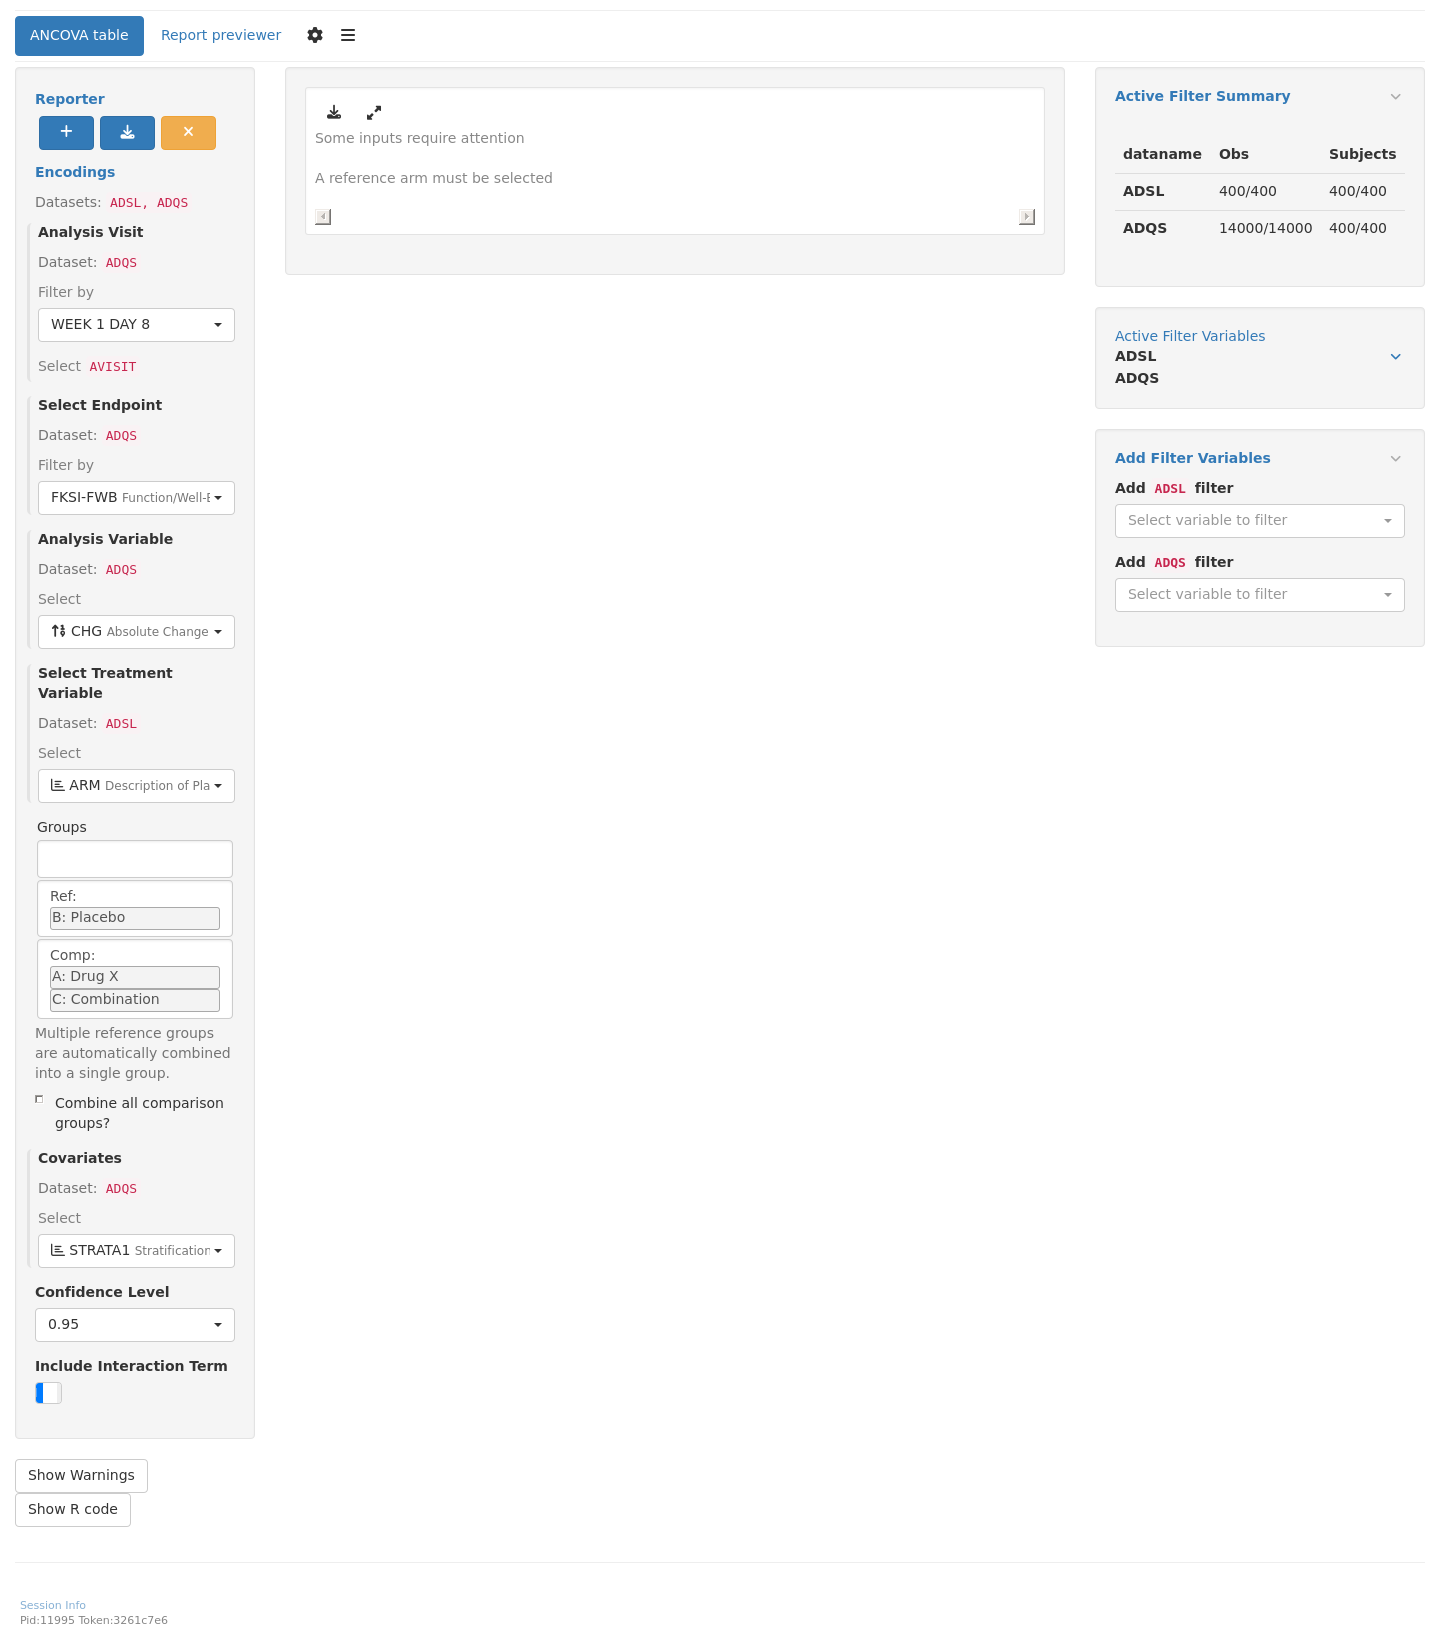 ANCOVA table
Report previewer
Reporter
Encodings
Datasets: ADSL, ADQS
Analysis Visit
Dataset: ADQS
Filter by
WEEK 1 DAY 8
Select AVISIT
Select Endpoint
Dataset: ADQS
Filter by
FKSI-FWB Function/Well-
Analysis Variable
Dataset: ADQS
Select
CHG Absolute Change
Select Treatment
Variable
Dataset: ADSL
Select
ARM Description of Pla
Groups
Ref:
B: Placebo
Comp:
A: Drug X
C: Combination
Multiple reference groups
are automatically combined
into a single group.
Combine all comparison
groups?
Covariates
Dataset: ADQS
Select
STRATA1 Stratification
Confidence Level
0.95
Include Interaction Term
Show Warnings
Show R code
Some inputs require attention
A reference arm must be selected
Active Filter Summary
dataname Obs Subjects
ADSL 400/400 400/400
ADQS 14000/14000 400/400
Active Filter Variables
ADSL
ADQS
Add Filter Variables
Add ADSL filter
Select variable to filter
Add ADQS filter
Select variable to filter
Session Info
Pid:11995 Token:3261c7e6